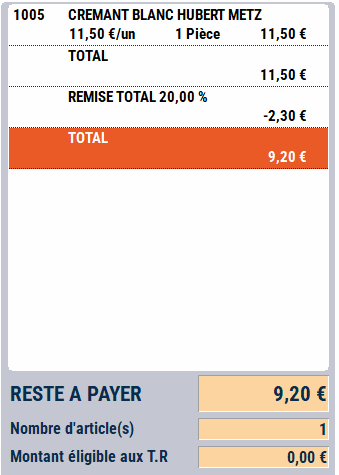 1005 CREMANT BLANC HUBERT METZ
11,50 €/un 1 Pièce 11,50 €
TOTAL
11,50 €
REMISE TOTAL 20,00 %
-2,30 €
TOTAL
9,20 €
RESTE A PAYER 9,20 €
Nombre d'article(s) 1
Montant éligible aux T.R 0,00 €